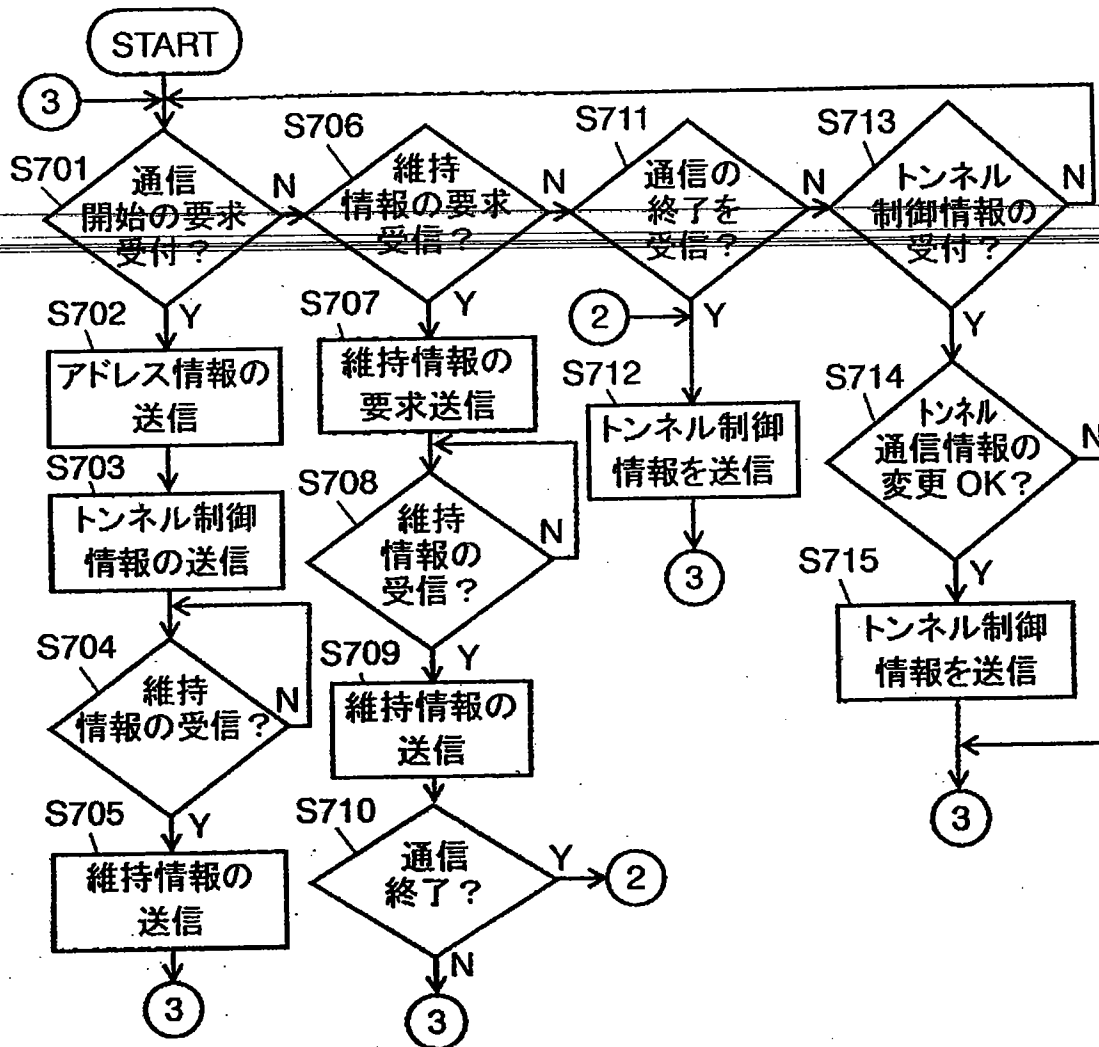 START
3
S701
通信
開始の要求
受付？
N
Y
S706
維持
情報の要求
受信？
N
Y
S711
通信の
終了を
受信？
N
Y
S713
トンネル
制御情報の
受付？
N
Y
S702
アドレス情報の
送信
S703
トンネル制御
情報の送信
S704
維持
情報の受信？
N
Y
S705
維持情報の
送信
3
S707
維持情報の
要求送信
S708
維持
情報の
受信？
N
Y
S709
維持情報の
送信
S710
通信
終了？
Y
2
N
3
2
S712
トンネル制御
情報を送信
3
S714
トンネル
通信情報の
変更 OK？
N
Y
S715
トンネル制御
情報を送信
3